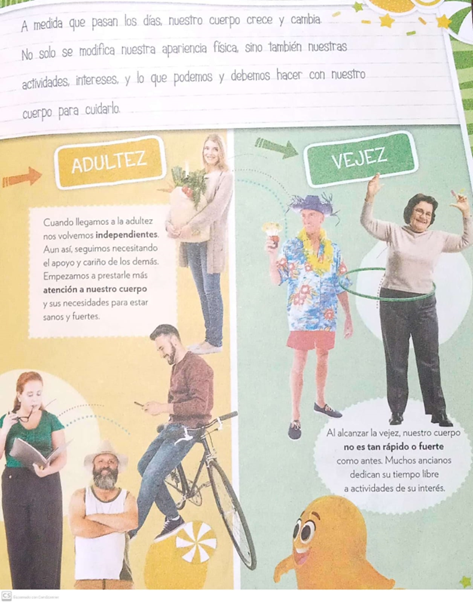 A medida que pasan los días, nuestro cuerpo crece y cambia.
No solo se modifica nuestra apariencia física, sino también nuestras
actividades, intereses, y lo que podemos y debemos hacer con nuestro
cuerpo para cuidarlo.
ADULTEZ
Cuando llegamos a la adultez
nos volvemos independientes.
Aun así, seguimos necesitando
el apoyo y cariño de los demás.
Empezamos a prestarle más
atención a nuestro cuerpo
y sus necesidades para estar
sanos y fuertes.
VEJEZ
Al alcanzar la vejez, nuestro cuerpo
no es tan rápido o fuerte
como antes. Muchos ancianos
dedican su tiempo libre
a actividades de su interés.
CS Escaneado con CamScanner